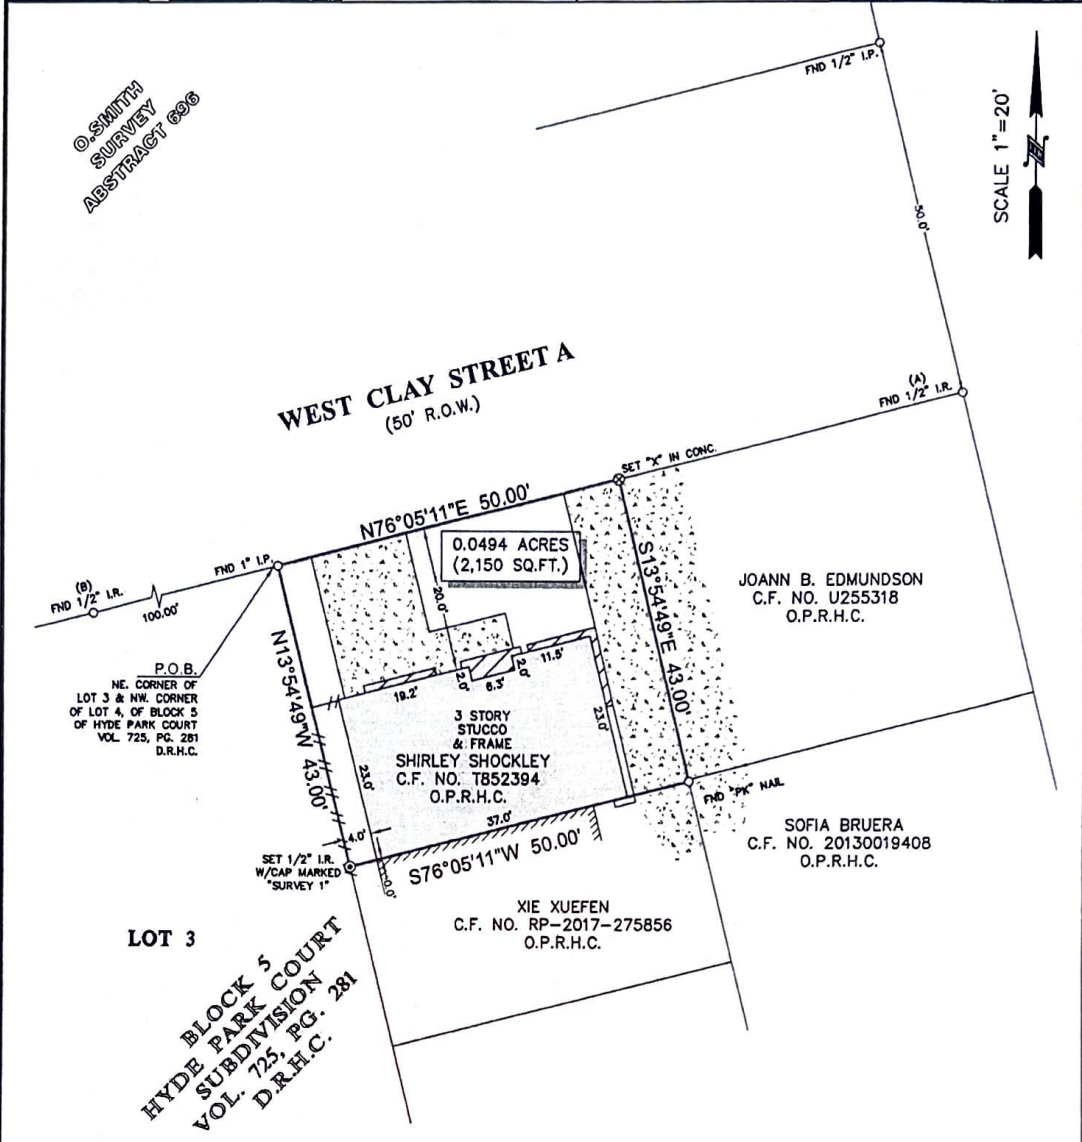 O. SMITH
SURVEY
ABSTRACT 696
FND 1/2" I.P.
SCALE 1"=20'
50.0'
WEST CLAY STREET A
(50' R.O.W.)
(A)
FND 1/2" I.R.
SET "X" IN CONC.
N76°05'11"E 50.00'
FND 1" I.P.
(B)
FND 1/2" I.R.
100.00'
0.0494 ACRES
(2,150 SQ.FT.)
20.0'
S13°54'49"E 43.00'
JOANN B. EDMUNDSON
C.F. NO. U255318
O.P.R.H.C.
P.O.B.
NE. CORNER OF
LOT 3 & NW. CORNER
OF LOT 4, OF BLOCK 5
OF HYDE PARK COURT
VOL. 725, PG. 281
D.R.H.C.
N13°54'49"W 43.00'
19.2'
2.0'
6.3'
2.0'
11.5'
23.0'
23.0'
3 STORY
STUCCO
& FRAME
SHIRLEY SHOCKLEY
C.F. NO. T852394
O.P.R.H.C.
37.0'
4.0'
0.0'
FND "PK" NAIL
S76°05'11"W 50.00'
SET 1/2" I.R.
W/CAP MARKED
"SURVEY 1"
SOFIA BRUERA
C.F. NO. 20130019408
O.P.R.H.C.
XIE XUEFEN
C.F. NO. RP-2017-275856
O.P.R.H.C.
LOT 3
BLOCK 5
HYDE PARK COURT
SUBDIVISION
VOL. 725, PG. 281
D.R.H.C.